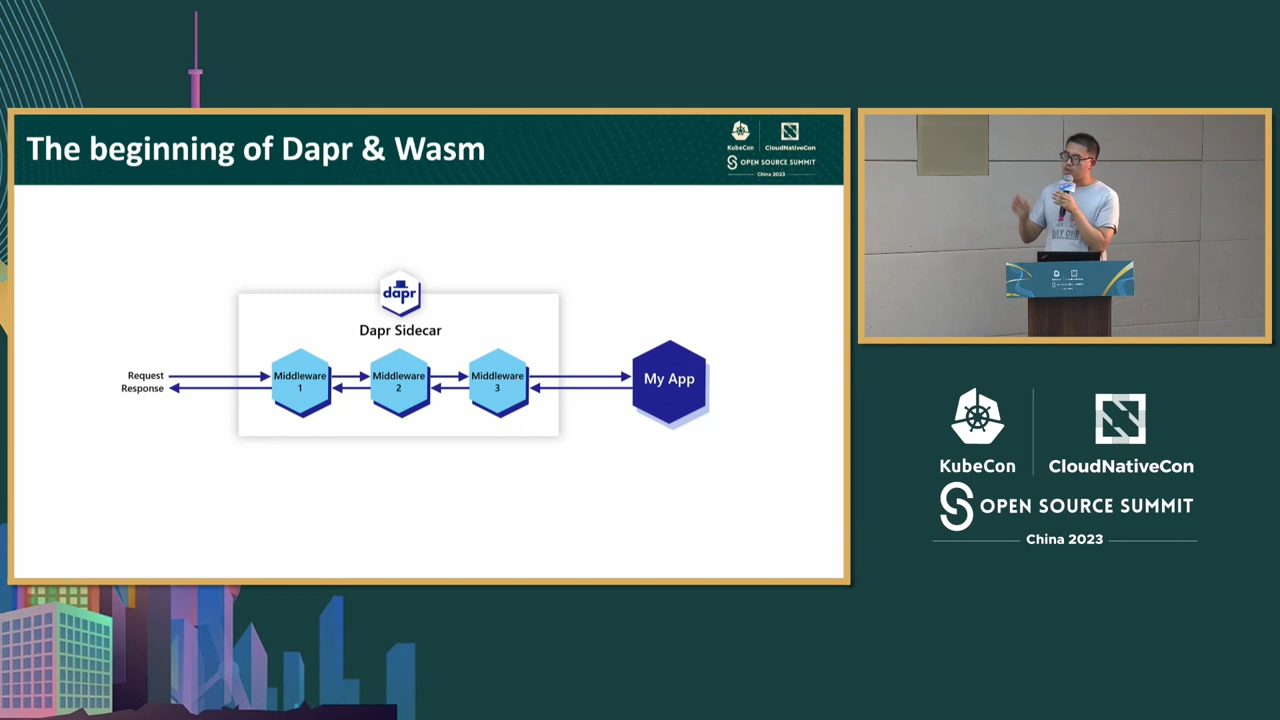 The beginning of Dapr & Wasm
KubeCon
CloudNativeCon
OPEN SOURCE SUMMIT
China 2023
dapr
Dapr Sidecar
Request
Response
Middleware
1
Middleware
2
Middleware
3
My App
KubeCon
CloudNativeCon
OPEN SOURCE SUMMIT
China 2023